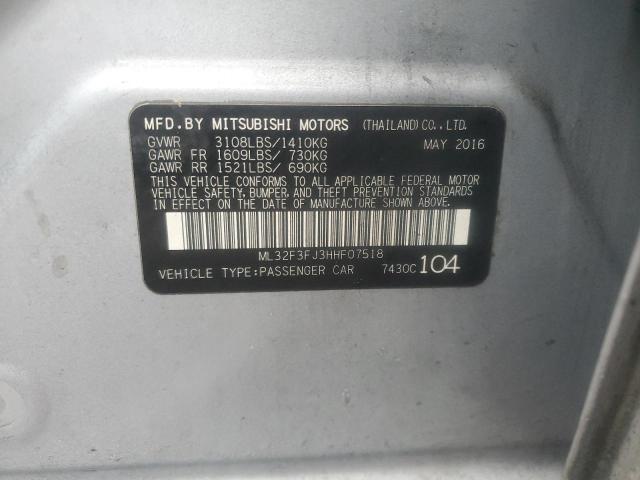 MFD.BY MITSUBISHI MOTORS (THAILAND) CO.,LTD.
GVWR 3108LBS/1410KG MAY 2016
GAWR FR 1609LBS/ 730KG
GAWR RR 1521LBS/ 690KG
THIS VEHICLE CONFORMS TO ALL APPLICABLE FEDERAL MOTOR
VEHICLE SAFETY, BUMPER, AND THEFT PREVENTION STANDARDS
IN EFFECT ON THE DATE OF MANUFACTURE SHOWN ABOVE.
ML32F3FJ3HHF07518
VEHICLE TYPE:PASSENGER CAR 7430C 104